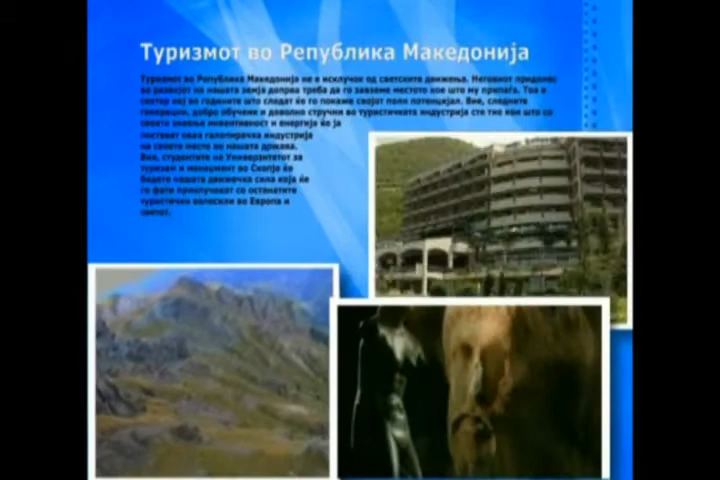 Туризмот во Република Македонија
Туризмот во Република Македонија не е исклучок од светските движења. Неговиот придонес
во развојот на нашата земја допрва треба да го завземе местото кое што му припаѓа. Тоа е
сектор кој во годините што следат ќе го покаже својот полн потенцијал. Вие, следните
генерации, добро обучени и доволно стручни во туристичката индустрија сте тие кои што со
своето знаење инвентивност и енергија ќе ја
постават оваа галопирачка индустрија
на своето место во нашата држава.
Вие, студентите на Универзитетот за
туризам и менаџмент во Скопје ќе
бидете нашата движечка сила која ќе
го фати приклучокот со останатите
туристички велесили во Европа и
светот.